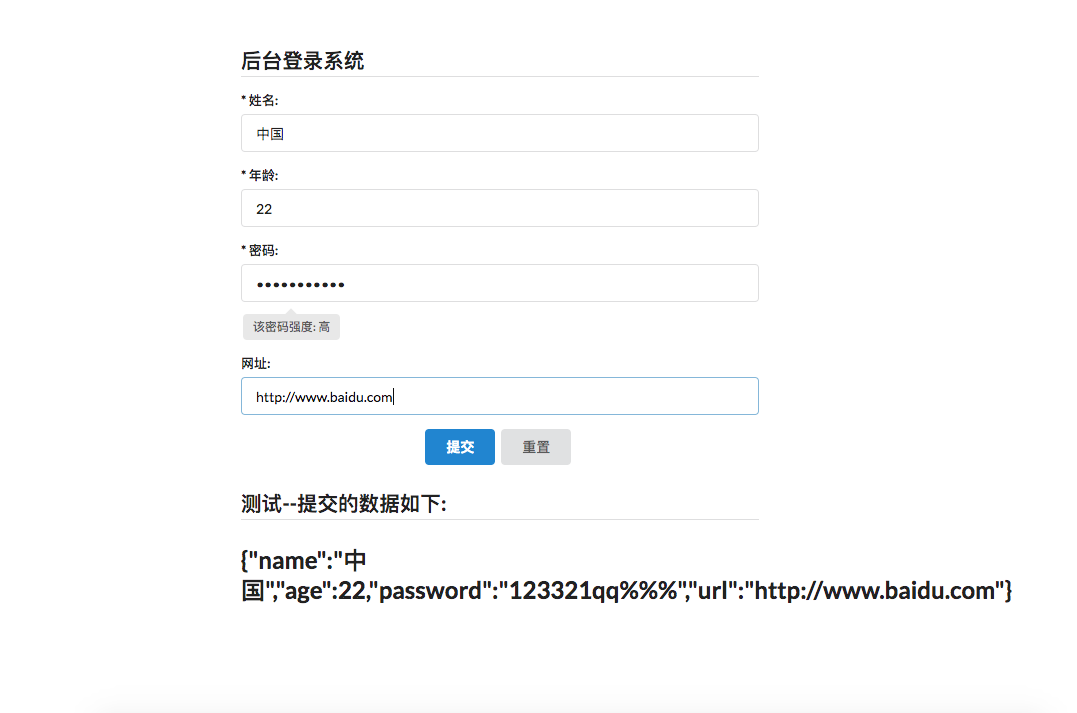 后台登录系统
* 姓名:
中国
* 年龄:
22
* 密码:
•••••••••••
该密码强度: 高
网址:
http://www.baidu.com
提交 重置
测试--提交的数据如下:
{"name":"中
国","age":22,"password":"123321qq%%%","url":"http://www.baidu.com"}